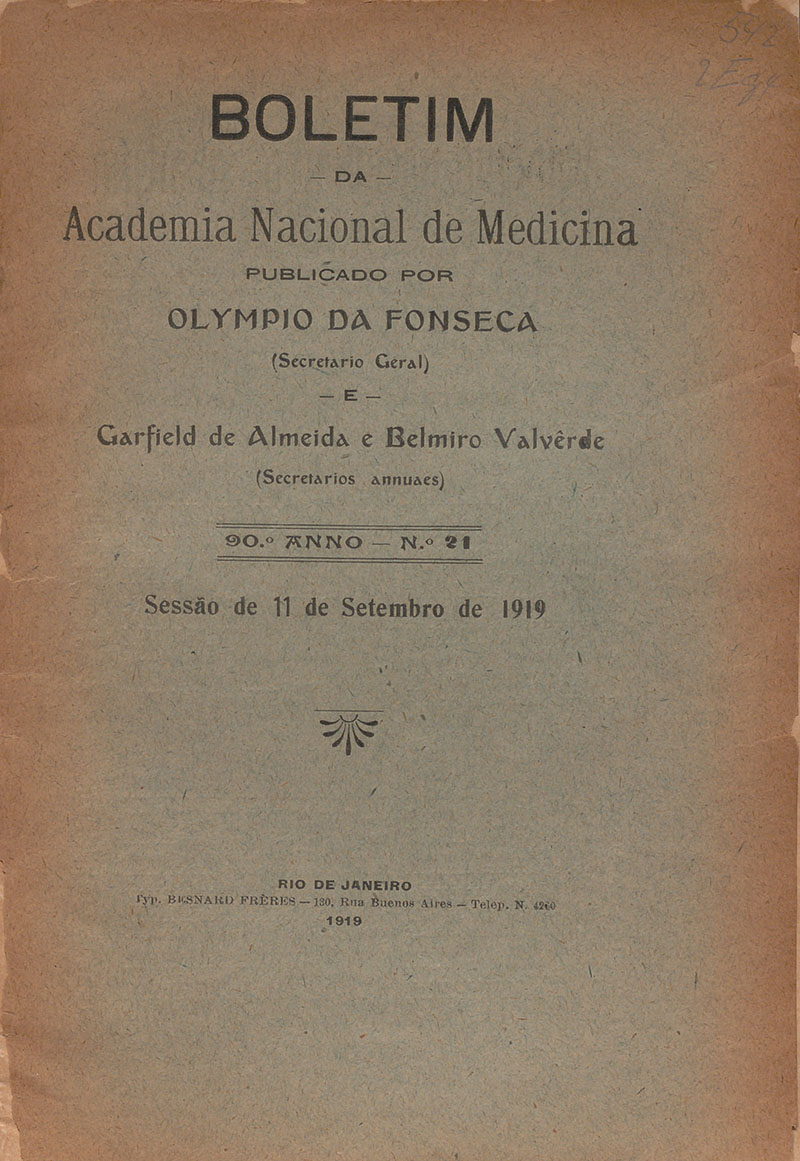 542
BOLETIM
— DA —
Academia Nacional de Medicina
PUBLICADO POR
OLYMPIO DA FONSECA
(Secretario Geral)
— E —
Garfield de Almeida e Belmiro Valvêrde
(Secretarios annuaes)
90.º ANNO — N.º 21
Sessão de 11 de Setembro de 1919
RIO DE JANEIRO
Typ. BESNARD FRÈRES — 130, Rua Buenos Aires — Telep. N. 4260
1919